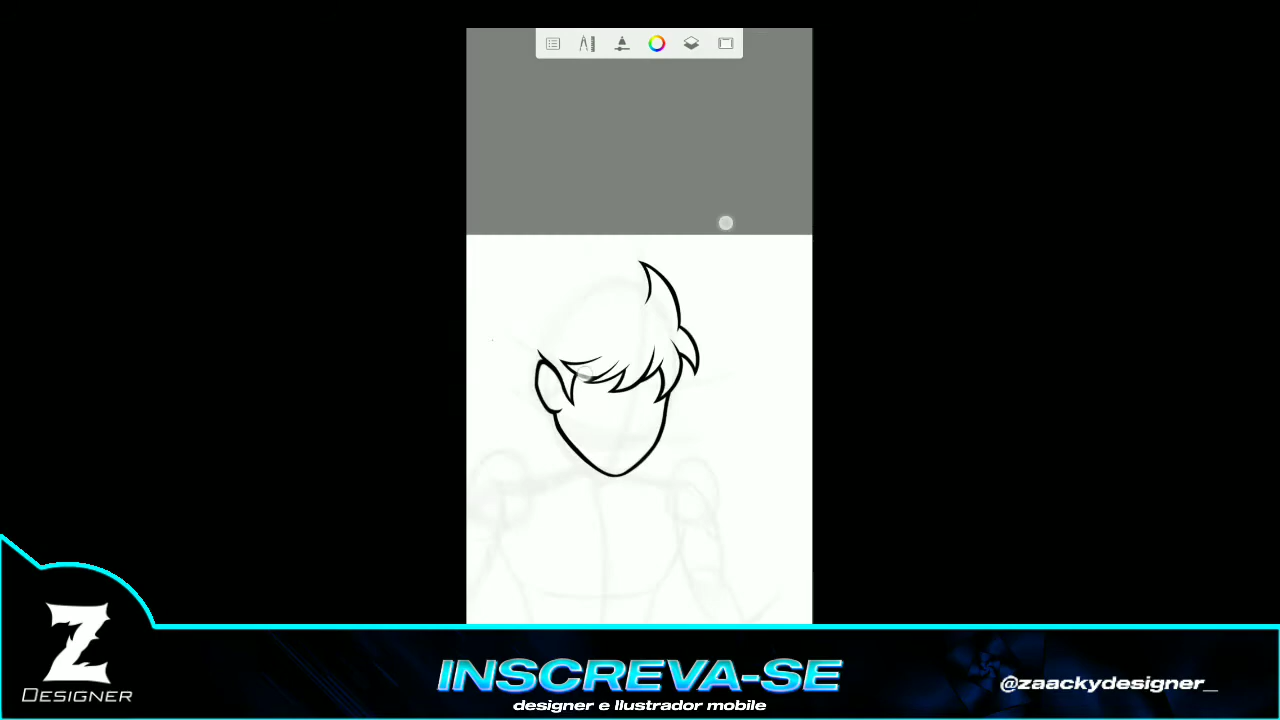 Z
DESIGNER
INSCREVA-SE
designer e Ilustrador mobile
@zaackydesigner_